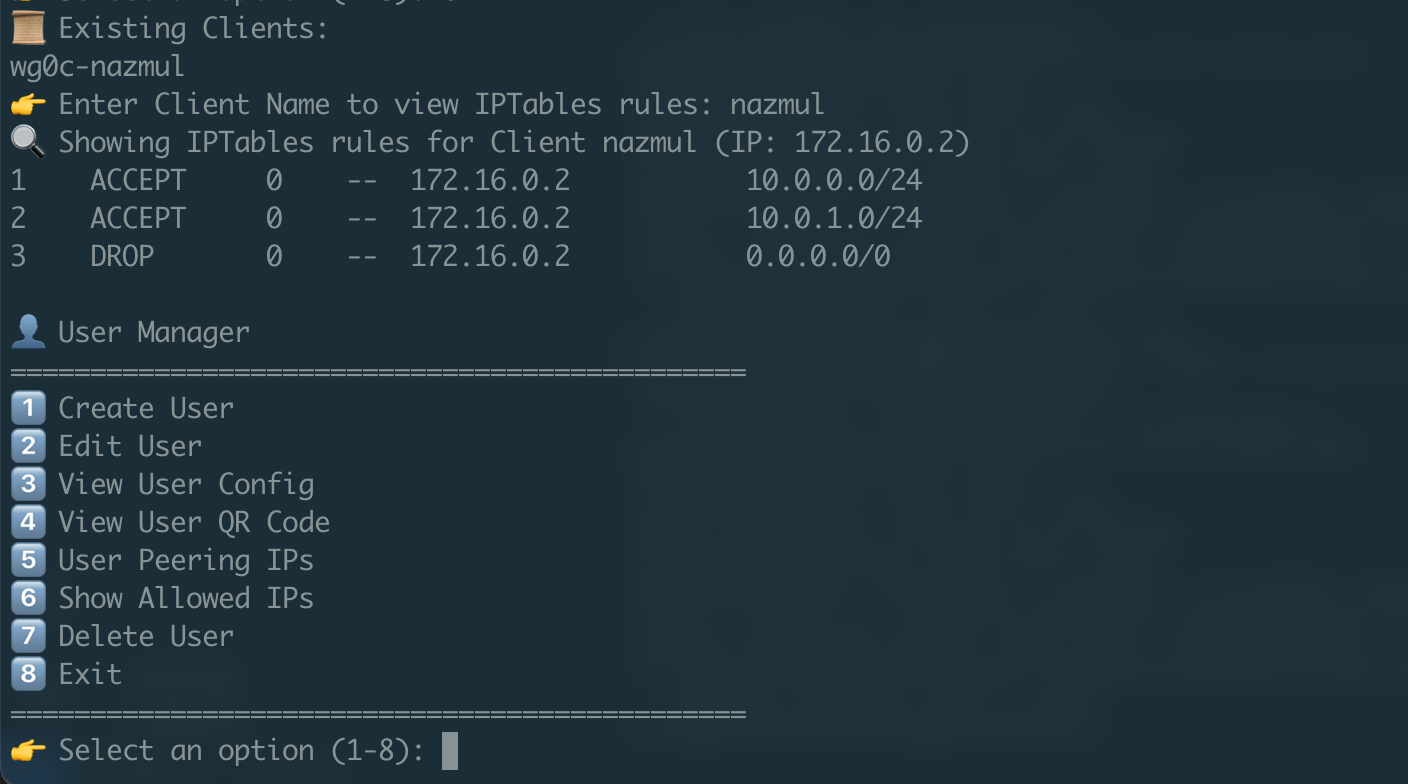 Existing Clients:
wg0c-nazmul
👉 Enter Client Name to view IPTables rules: nazmul
🔍 Showing IPTables rules for Client nazmul (IP: 172.16.0.2)
1    ACCEPT     0    --  172.16.0.2           10.0.0.0/24
2    ACCEPT     0    --  172.16.0.2           10.0.1.0/24
3    DROP       0    --  172.16.0.2           0.0.0.0/0
👤 User Manager
==============================================
1️⃣ Create User
2️⃣ Edit User
3️⃣ View User Config
4️⃣ View User QR Code
5️⃣ User Peering IPs
6️⃣ Show Allowed IPs
7️⃣ Delete User
8️⃣ Exit
==============================================
👉 Select an option (1-8):